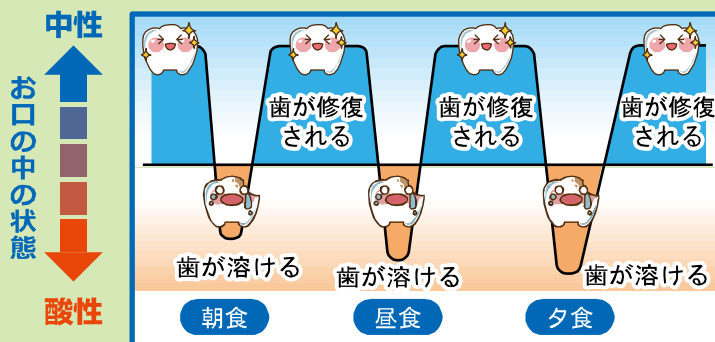 中性
お口の中の状態
酸性
歯が修復
される
歯が修復
される
歯が修復
される
歯が溶ける
歯が溶ける
歯が溶ける
朝食
昼食
夕食